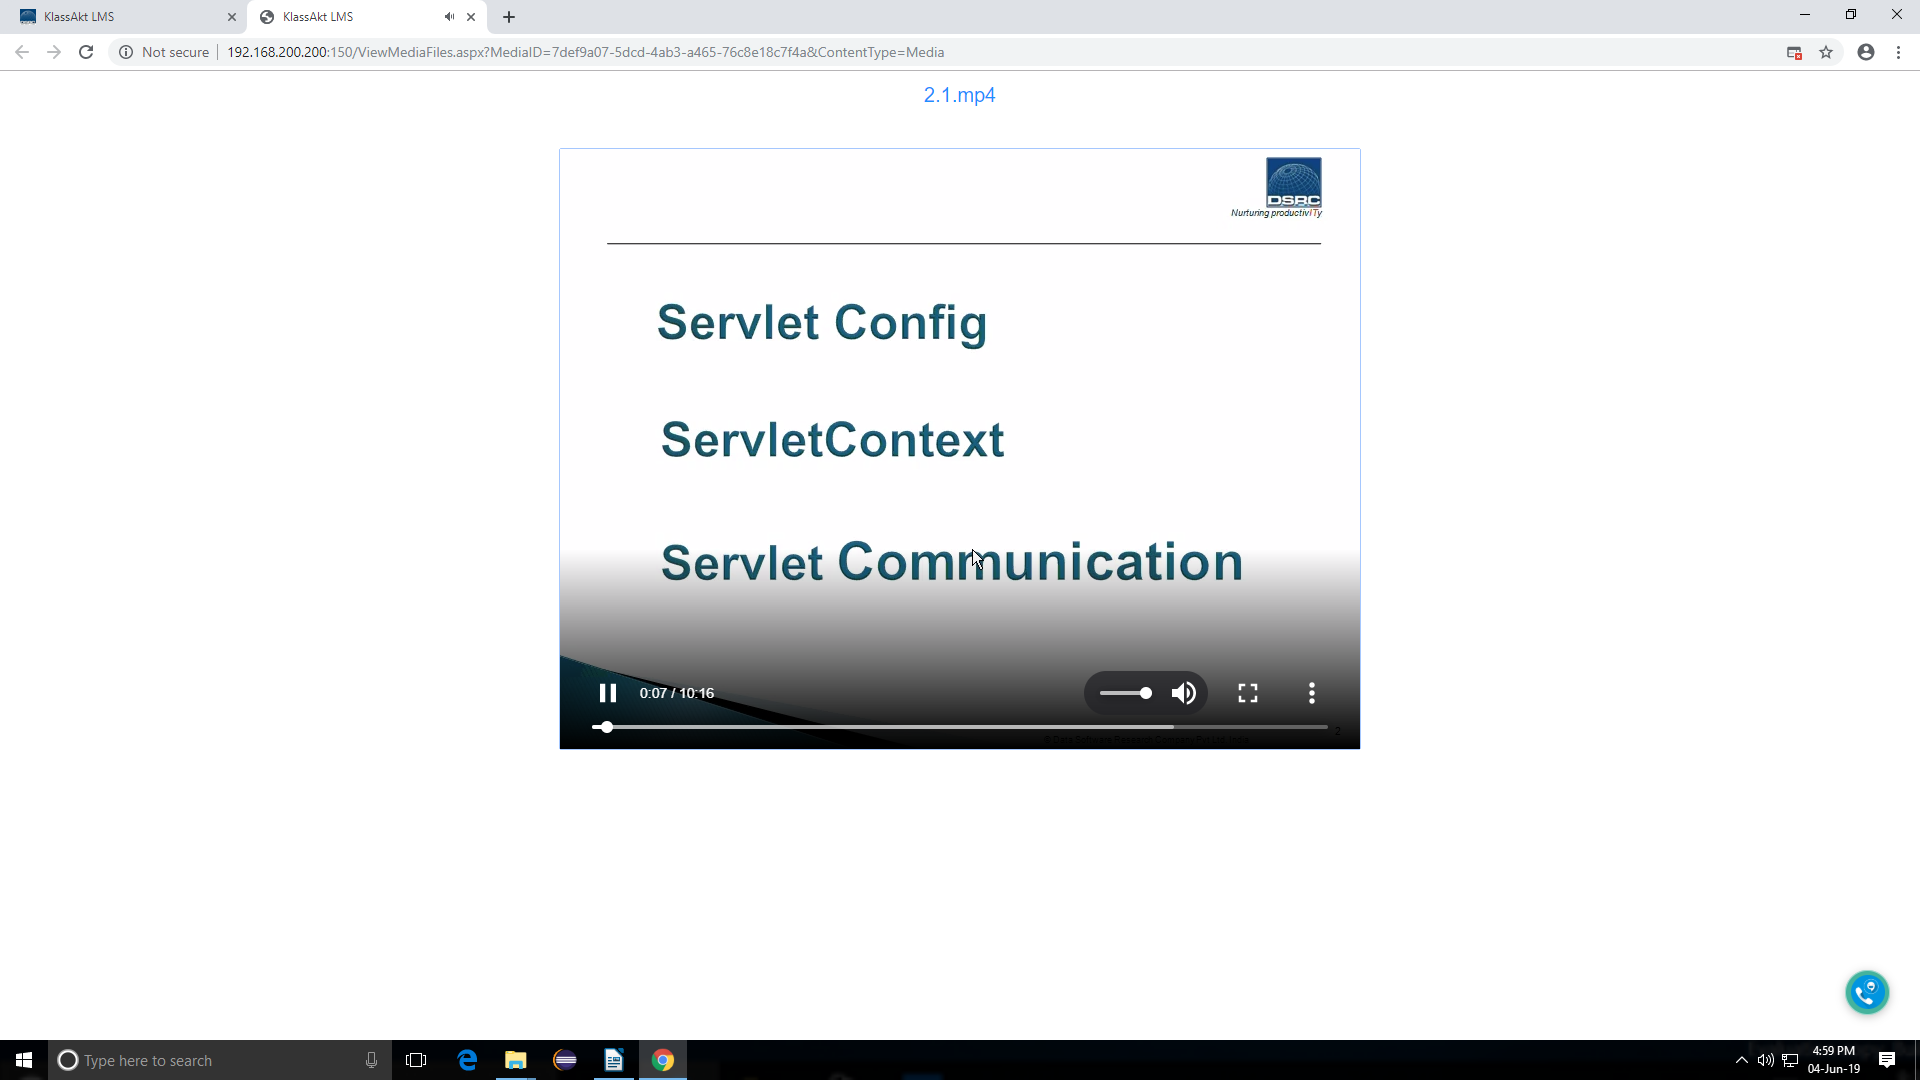 KlassAkt LMS
KlassAkt LMS
Not secure
192.168.200.200:150/ViewMediaFiles.aspx?MediaID=7def9a07-5dcd-4ab3-a465-76c8e18c7f4a&ContentType=Media
2.1.mp4
DSRC
Nurturing productivITy
Servlet Config
ServletContext
Servlet Communication
0:07 / 10:16
2
Type here to search
4:59 PM
04-Jun-19